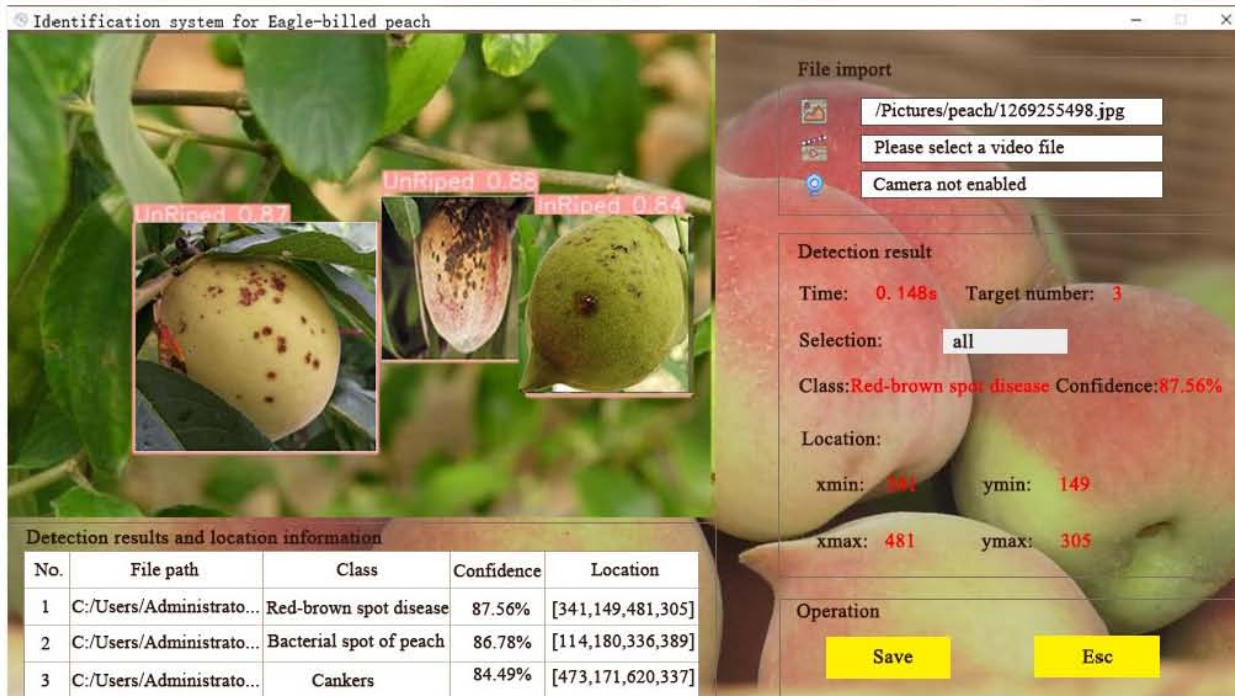 Identification system for Eagle-billed peach
UnRiped 0.87
UnRiped 0.88
InRiped 0.84
File import
/Pictures/peach/1269255498.jpg
Please select a video file
Camera not enabled
Detection result
Time: 0.148s Target number: 3
Selection: all
Class:Red-brown spot disease Confidence:87.56%
Location:
xmin: ymin: 149
xmax: 481 ymax: 305
Operation
Save Esc
Detection results and location information
No. File path Class Confidence Location
1 C:/Users/Administrato... Red-brown spot disease 87.56% [341,149,481,305]
2 C:/Users/Administrato... Bacterial spot of peach 86.78% [114,180,336,389]
3 C:/Users/Administrato... Cankers 84.49% [473,171,620,337]